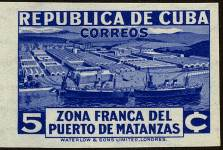 REPUBLICA DE CUBA
CORREOS
ZONA FRANCA DEL
PUERTO DE MATANZAS
5 ¢
WATERLOW & SONS LIMITED, LONDRES.